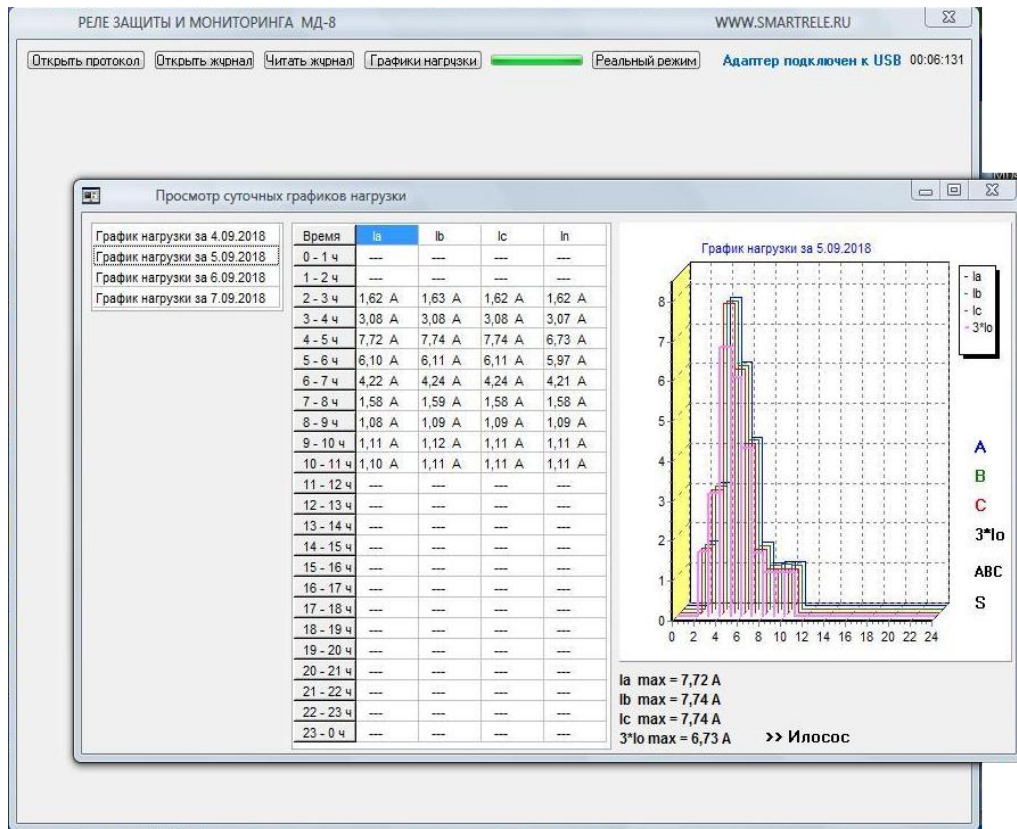 РЕЛЕ ЗАЩИТЫ И МОНИТОРИНГА МД-8 WWW.SMARTRELE.RU
Открыть протокол Открыть журнал Читать журнал Графики нагрузки Реальный режим Адаптер подключен к USB 00:06:131
Просмотр суточных графиков нагрузки
График нагрузки за 4.09.2018
График нагрузки за 5.09.2018
График нагрузки за 6.09.2018
График нагрузки за 7.09.2018
Время Ia Ib Ic In
0 - 1 ч --- --- --- ---
1 - 2 ч --- --- --- ---
2 - 3 ч 1,62 А 1,63 А 1,62 А 1,62 А
3 - 4 ч 3,08 А 3,08 А 3,08 А 3,07 А
4 - 5 ч 7,72 А 7,74 А 7,74 А 6,73 А
5 - 6 ч 6,10 А 6,11 А 6,11 А 5,97 А
6 - 7 ч 4,22 А 4,24 А 4,24 А 4,21 А
7 - 8 ч 1,58 А 1,59 А 1,58 А 1,58 А
8 - 9 ч 1,08 А 1,09 А 1,09 А 1,09 А
9 - 10 ч 1,11 А 1,12 А 1,11 А 1,11 А
10 - 11 ч 1,10 А 1,11 А 1,11 А 1,11 А
11 - 12 ч --- --- --- ---
12 - 13 ч --- --- --- ---
13 - 14 ч --- --- --- ---
14 - 15 ч --- --- --- ---
15 - 16 ч --- --- --- ---
16 - 17 ч --- --- --- ---
17 - 18 ч --- --- --- ---
18 - 19 ч --- --- --- ---
19 - 20 ч --- --- --- ---
20 - 21 ч --- --- --- ---
21 - 22 ч --- --- --- ---
22 - 23 ч --- --- --- ---
23 - 0 ч --- --- --- ---
График нагрузки за 5.09.2018
8
7
6
5
4
3
2
1
0
0 2 4 6 8 10 12 14 16 18 20 22 24
- Ia
- Ib
- Ic
- 3*Io
A
B
C
3*Io
ABC
S
Ia max = 7,72 А
Ib max = 7,74 А
Ic max = 7,74 А
3*Io max = 6,73 А >> Илосос